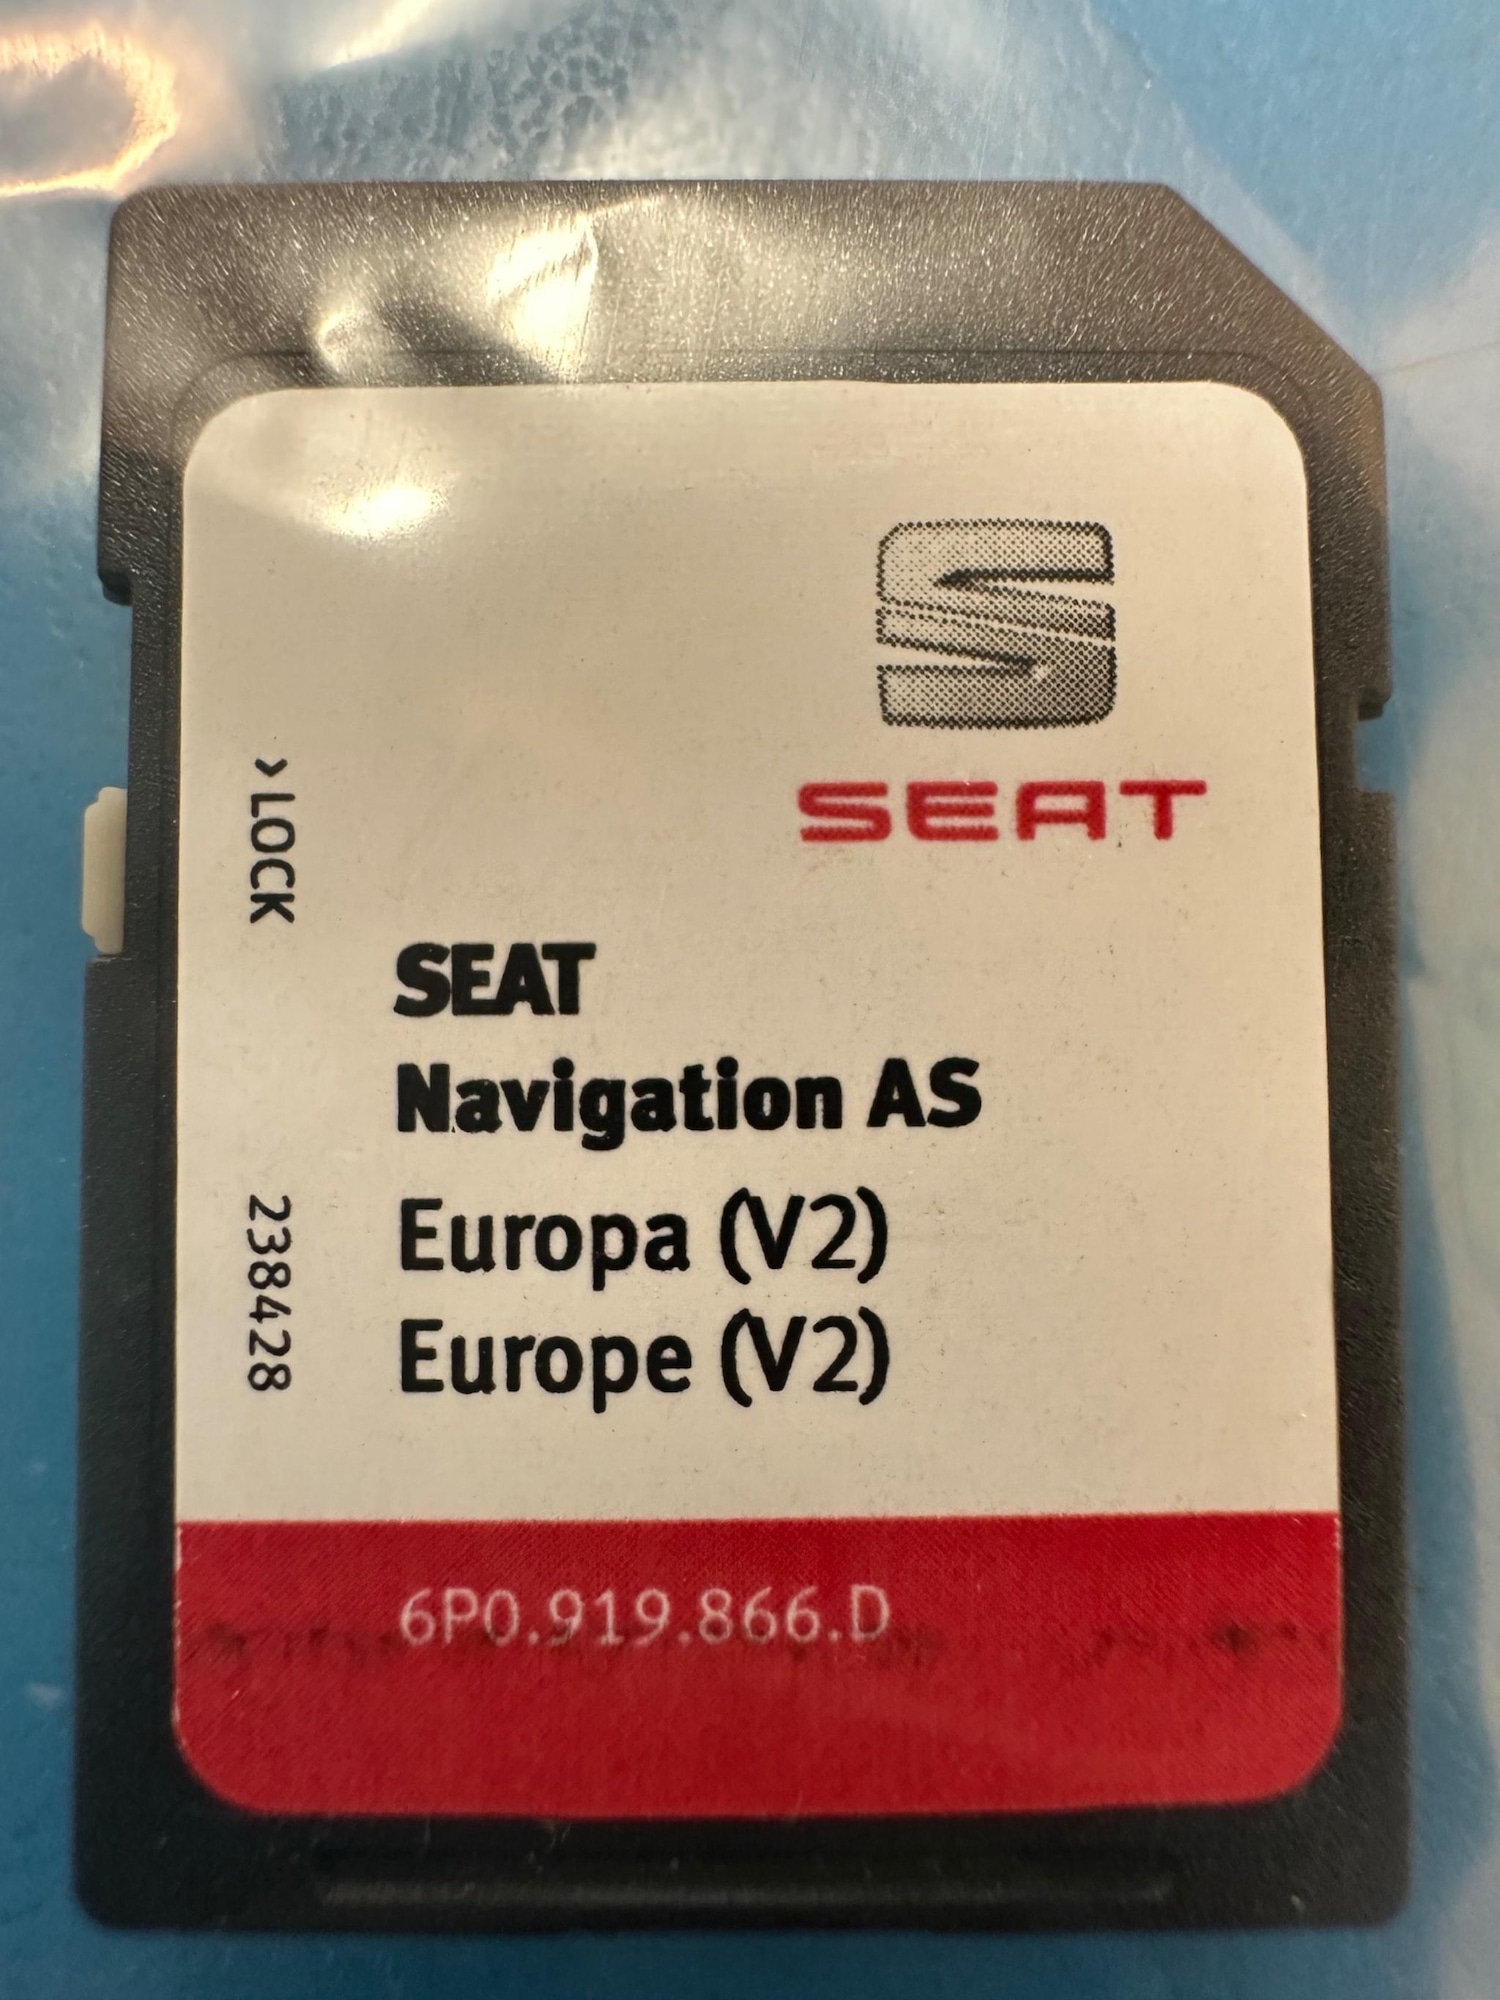 SEAT
> LOCK
SEAT
Navigation AS
Europa (V2)
Europe (V2)
238428
6P0.919.866.D